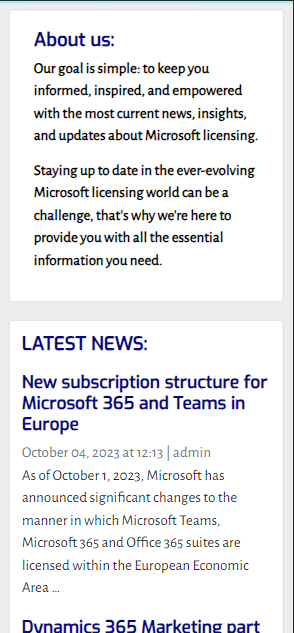 About us:
Our goal is simple: to keep you
informed, inspired, and empowered
with the most current news, insights,
and updates about Microsoft licensing.
Staying up to date in the ever-evolving
Microsoft licensing world can be a
challenge, that's why we're here to
provide you with all the essential
information you need.
LATEST NEWS:
New subscription structure for
Microsoft 365 and Teams in
Europe
October 04, 2023 at 12:13 | admin
As of October 1, 2023, Microsoft has
announced significant changes to the
manner in which Microsoft Teams,
Microsoft 365 and Office 365 suites are
licensed within the European Economic
Area ...
Dynamics 365 Marketing part